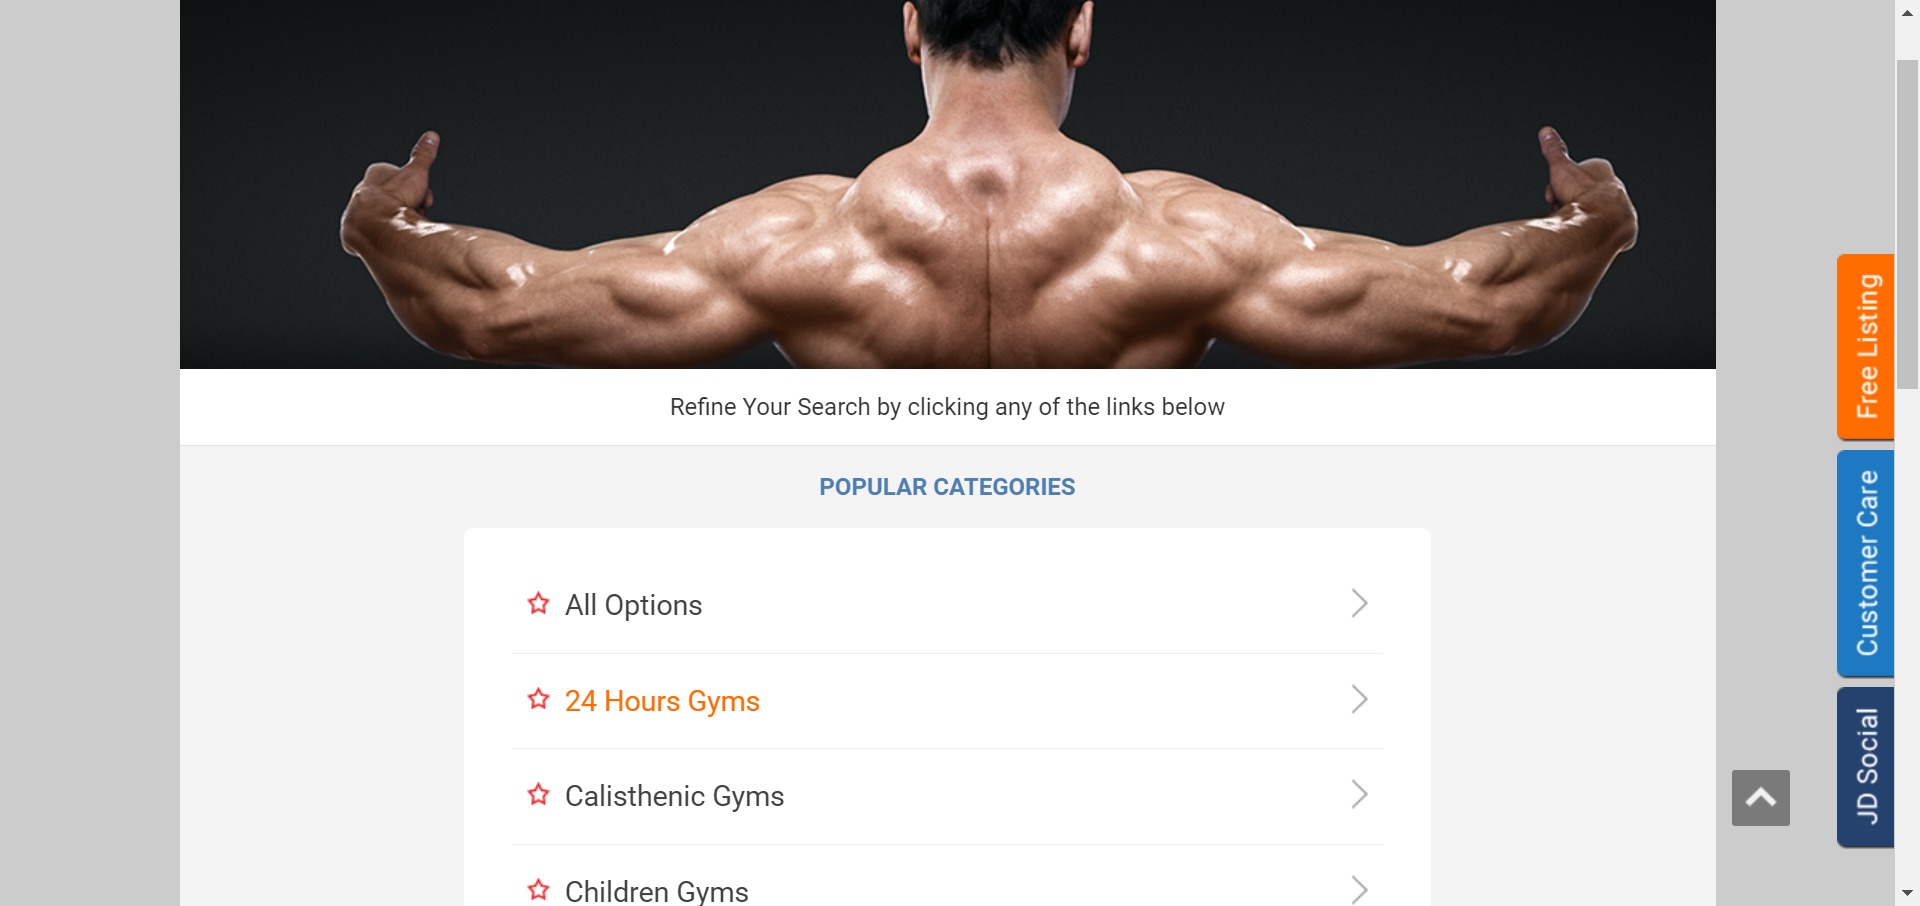 Refine Your Search by clicking any of the links below
POPULAR CATEGORIES
All Options
24 Hours Gyms
Calisthenic Gyms
Children Gyms
Free Listing
Customer Care
JD Social